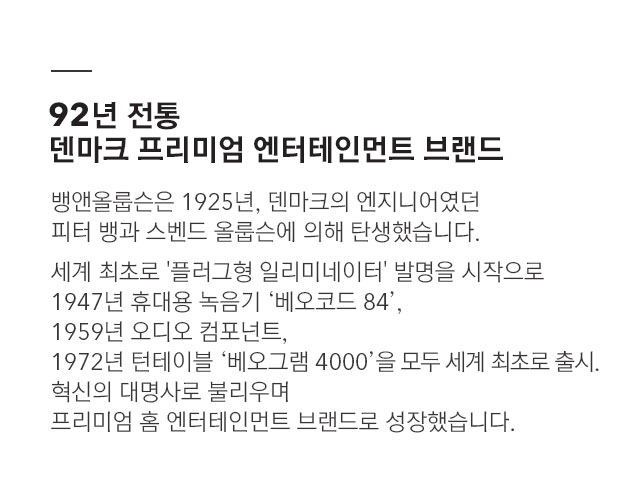 92년 전통
덴마크 프리미엄 엔터테인먼트 브랜드
뱅앤올룹슨은 1925년, 덴마크의 엔지니어였던
피터 뱅과 스벤드 올룹슨에 의해 탄생했습니다.
세계 최초로 '플러그형 일리미네이터' 발명을 시작으로
1947년 휴대용 녹음기 ‘베오코드 84’,
1959년 오디오 컴포넌트,
1972년 턴테이블 ‘베오그램 4000’을 모두 세계 최초로 출시.
혁신의 대명사로 불리우며
프리미엄 홈 엔터테인먼트 브랜드로 성장했습니다.